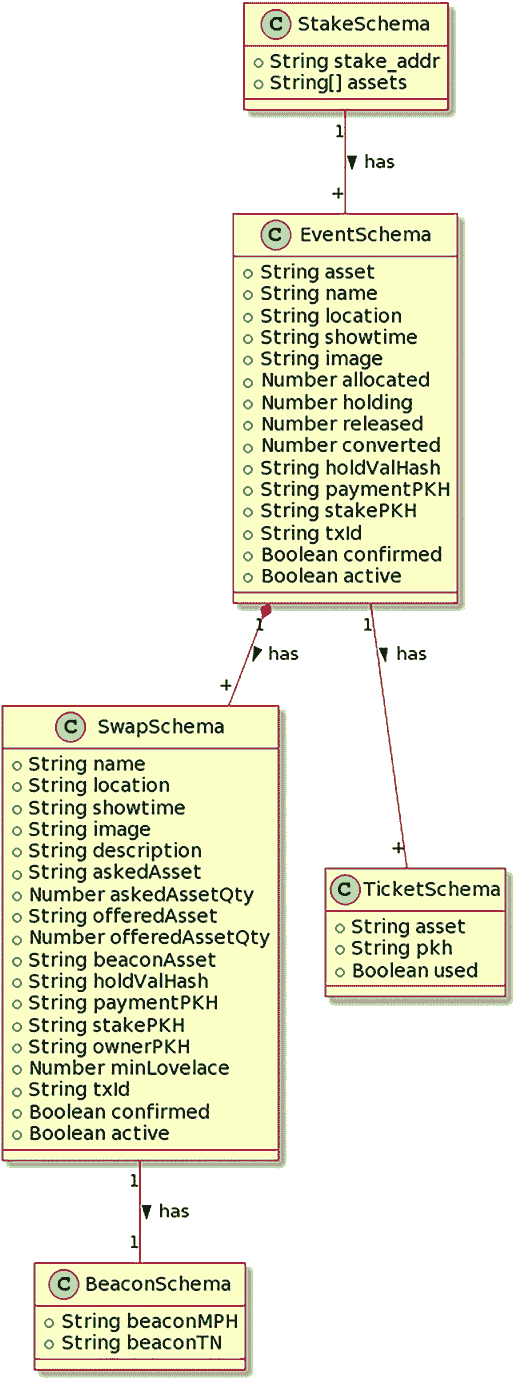 C StakeSchema
String stake_addr
String[] assets
1
has
+
C EventSchema
String asset
String name
String location
String showtime
String image
Number allocated
Number holding
Number released
Number converted
String holdValHash
String paymentPKH
String stakePKH
String txId
Boolean confirmed
Boolean active
1
has
+
1
has
+
C SwapSchema
String name
String location
String showtime
String image
String description
String askedAsset
Number askedAssetQty
String offeredAsset
Number offeredAssetQty
String beaconAsset
String holdValHash
String paymentPKH
String stakePKH
String ownerPKH
Number minLovelace
String txId
Boolean confirmed
Boolean active
C TicketSchema
String asset
String pkh
Boolean used
1
has
1
C BeaconSchema
String beaconMPH
String beaconTN